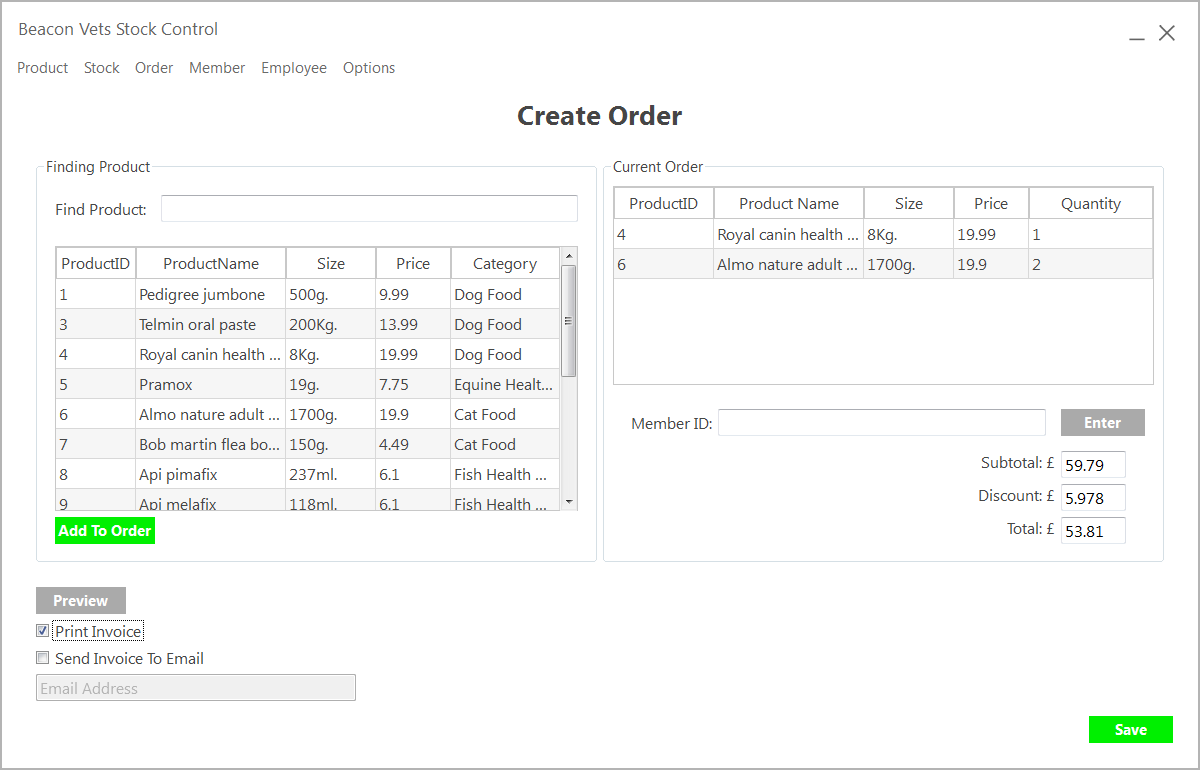 Beacon Vets Stock Control
Product Stock Order Member Employee Options
Create Order
Finding Product
Find Product:
ProductID ProductName Size Price Category
1 Pedigree jumbone 500g. 9.99 Dog Food
3 Telmin oral paste 200Kg. 13.99 Dog Food
4 Royal canin health ... 8Kg. 19.99 Dog Food
5 Pramox 19g. 7.75 Equine Healt...
6 Almo nature adult ... 1700g. 19.9 Cat Food
7 Bob martin flea bo... 150g. 4.49 Cat Food
8 Api pimafix 237ml. 6.1 Fish Health ...
9 Api melafix 118ml. 6.1 Fish Health ...
Add To Order
Current Order
ProductID Product Name Size Price Quantity
4 Royal canin health ... 8Kg. 19.99 1
6 Almo nature adult ... 1700g. 19.9 2
Member ID: Enter
Subtotal: £ 59.79
Discount: £ 5.978
Total: £ 53.81
Preview
Print Invoice
Send Invoice To Email
Email Address
Save